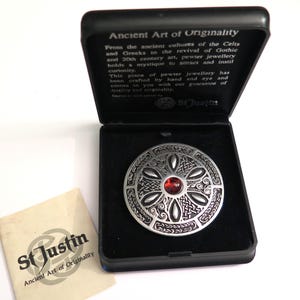 Ancient Art of Originality
From the ancient cultures of the Celts
and Greeks to the revival of Gothic
and 20th century art, pewter jewellery
holds a mystique to attract and instil
curiosity.
This piece of pewter jewellery has
been crafted by hand and eye and
comes to you with our guarantee of
quality and originality.
St Justin
St Justin
Ancient Art of Originality